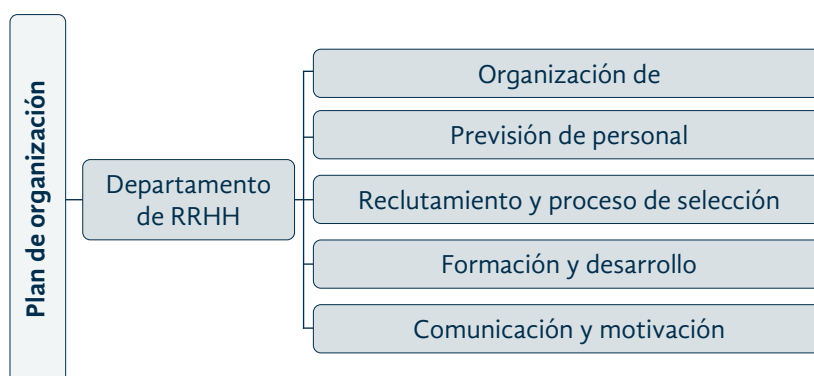 Plan de organización
Departamento
de RRHH
Organización de
Previsión de personal
Reclutamiento y proceso de selección
Formación y desarrollo
Comunicación y motivación